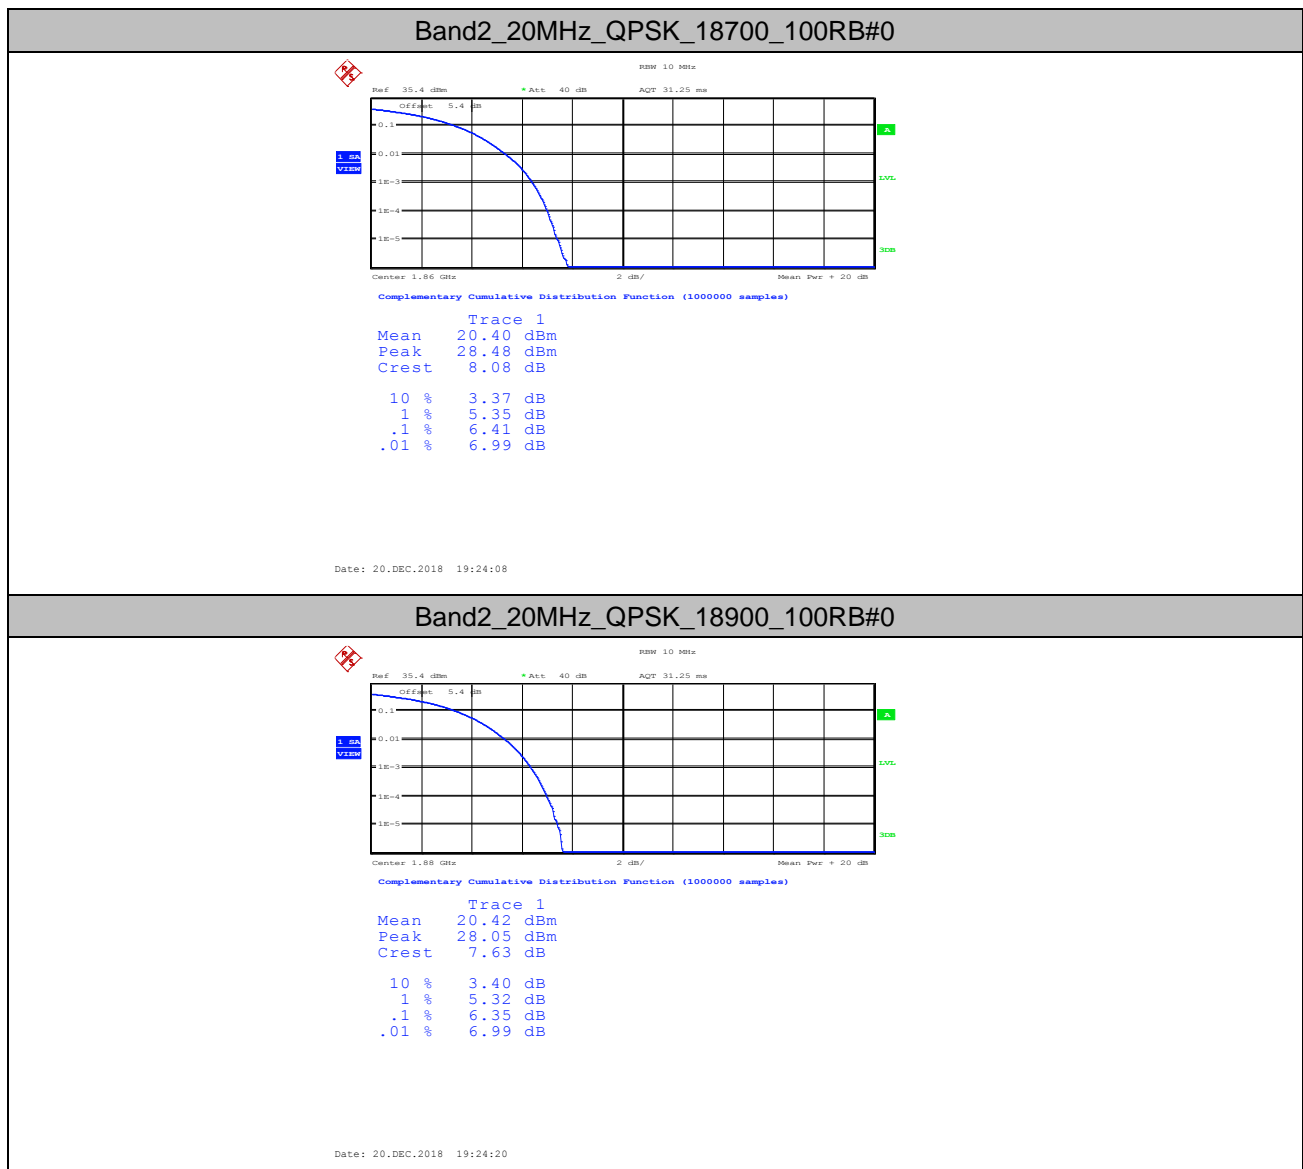 Band2_20MHz_QPSK_18700_100RB#0
R S
RBW 10 MHz
Ref 35.4 dBm *Att 40 dB AQT 31.25 ms
Offset 5.4 dB
0.1
A
0.01
1 SA
VIEW
1E-3
LVL
1E-4
1E-5
3DB
Center 1.86 GHz 2 dB/ Mean Pwr + 20 dB
Complementary Cumulative Distribution Function (1000000 samples)
Trace 1
Mean 20.40 dBm
Peak 28.48 dBm
Crest 8.08 dB
10 % 3.37 dB
1 % 5.35 dB
.1 % 6.41 dB
.01 % 6.99 dB
Date: 20.DEC.2018 19:24:08
Band2_20MHz_QPSK_18900_100RB#0
R S
RBW 10 MHz
Ref 35.4 dBm *Att 40 dB AQT 31.25 ms
Offset 5.4 dB
0.1
A
0.01
1 SA
VIEW
1E-3
LVL
1E-4
1E-5
3DB
Center 1.88 GHz 2 dB/ Mean Pwr + 20 dB
Complementary Cumulative Distribution Function (1000000 samples)
Trace 1
Mean 20.42 dBm
Peak 28.05 dBm
Crest 7.63 dB
10 % 3.40 dB
1 % 5.32 dB
.1 % 6.35 dB
.01 % 6.99 dB
Date: 20.DEC.2018 19:24:20